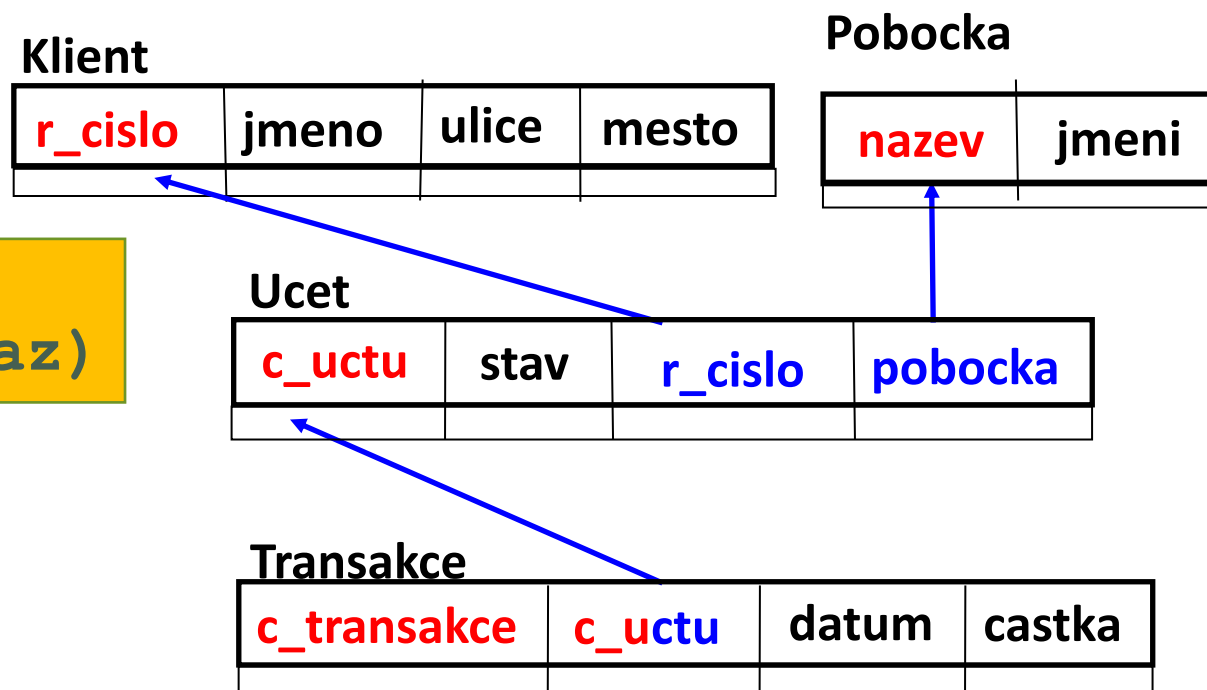 Klient
Pobocka
r_cislo jmeno ulice mesto
nazev jmeni
az)
Ucet
c_uctu stav r_cislo pobocka
Transakce
c_transakce c_uctu datum castka